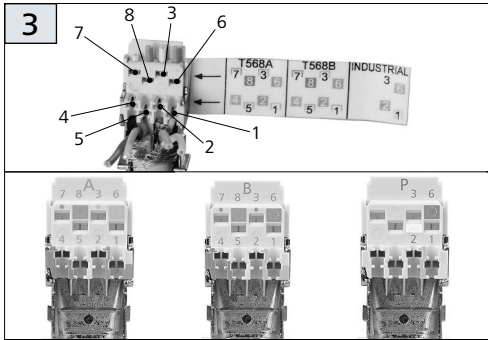 3
8 3 6
7
4
5 2 1
T568A T568B INDUSTRIAL
7 3 7 3 3
8 6 8 6 6
4 2 4 2 2
5 1 5 1 1
A B P
7 8 3 6 7 8 3 6 3 6
4 5 2 1 4 5 2 1 2 1